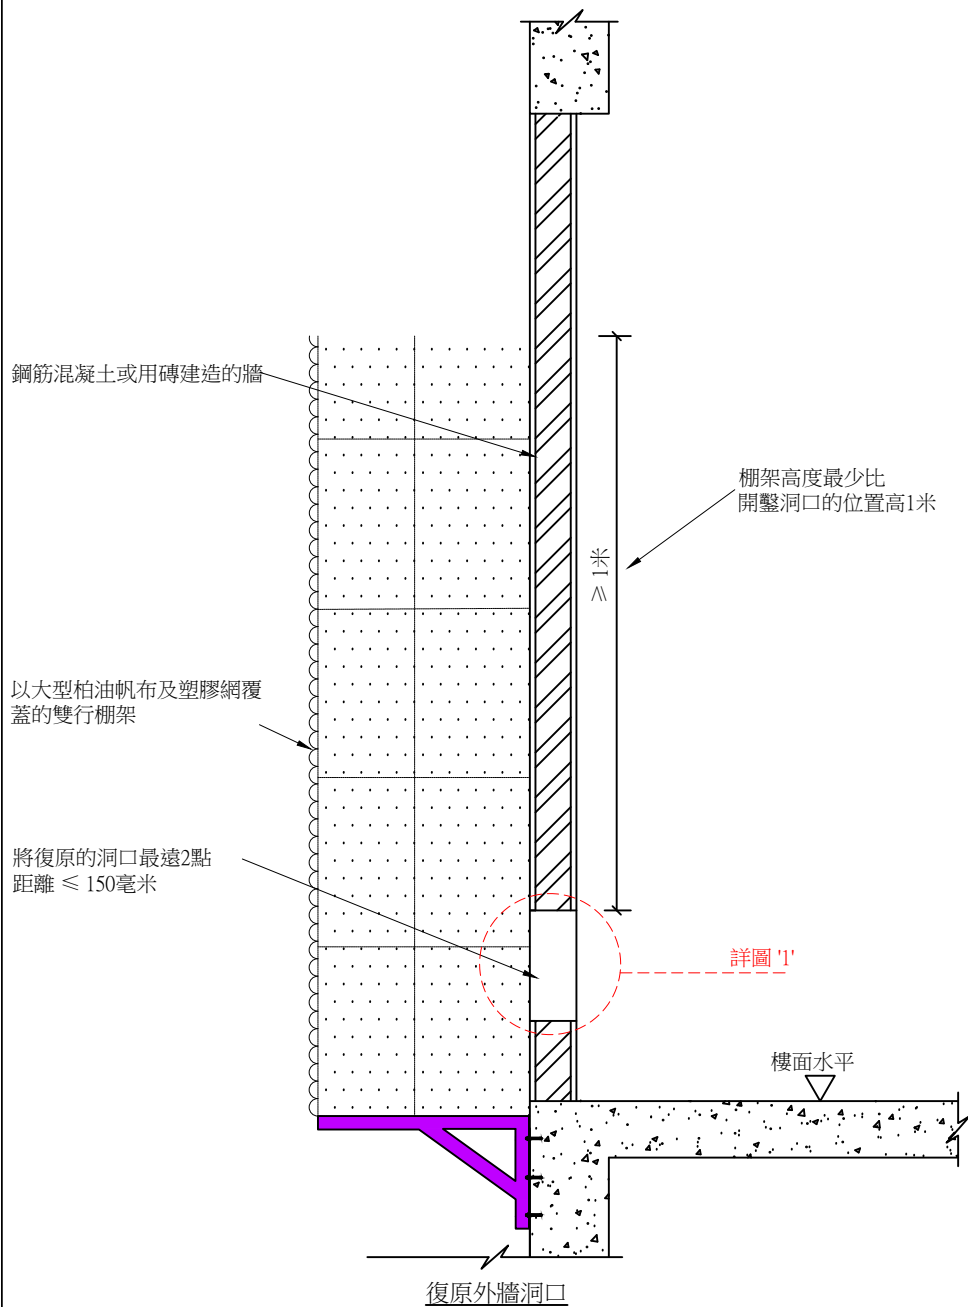 鋼筋混凝土或用磚建造的牆
棚架高度最少比
開鑿洞口的位置高1米
≥ 1米
以大型柏油帆布及塑膠網覆
蓋的雙行棚架
將復原的洞口最遠2點
距離 ≤ 150毫米
詳圖 '1'
樓面水平
復原外牆洞口